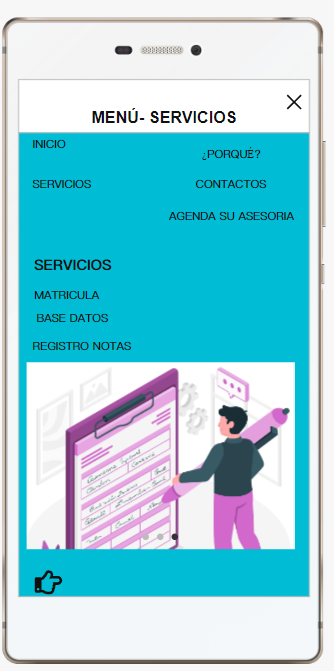 MENÚ- SERVICIOS
INICIO
¿PORQUÉ?
SERVICIOS
CONTACTOS
AGENDA SU ASESORIA
SERVICIOS
MATRICULA
BASE DATOS
REGISTRO NOTAS